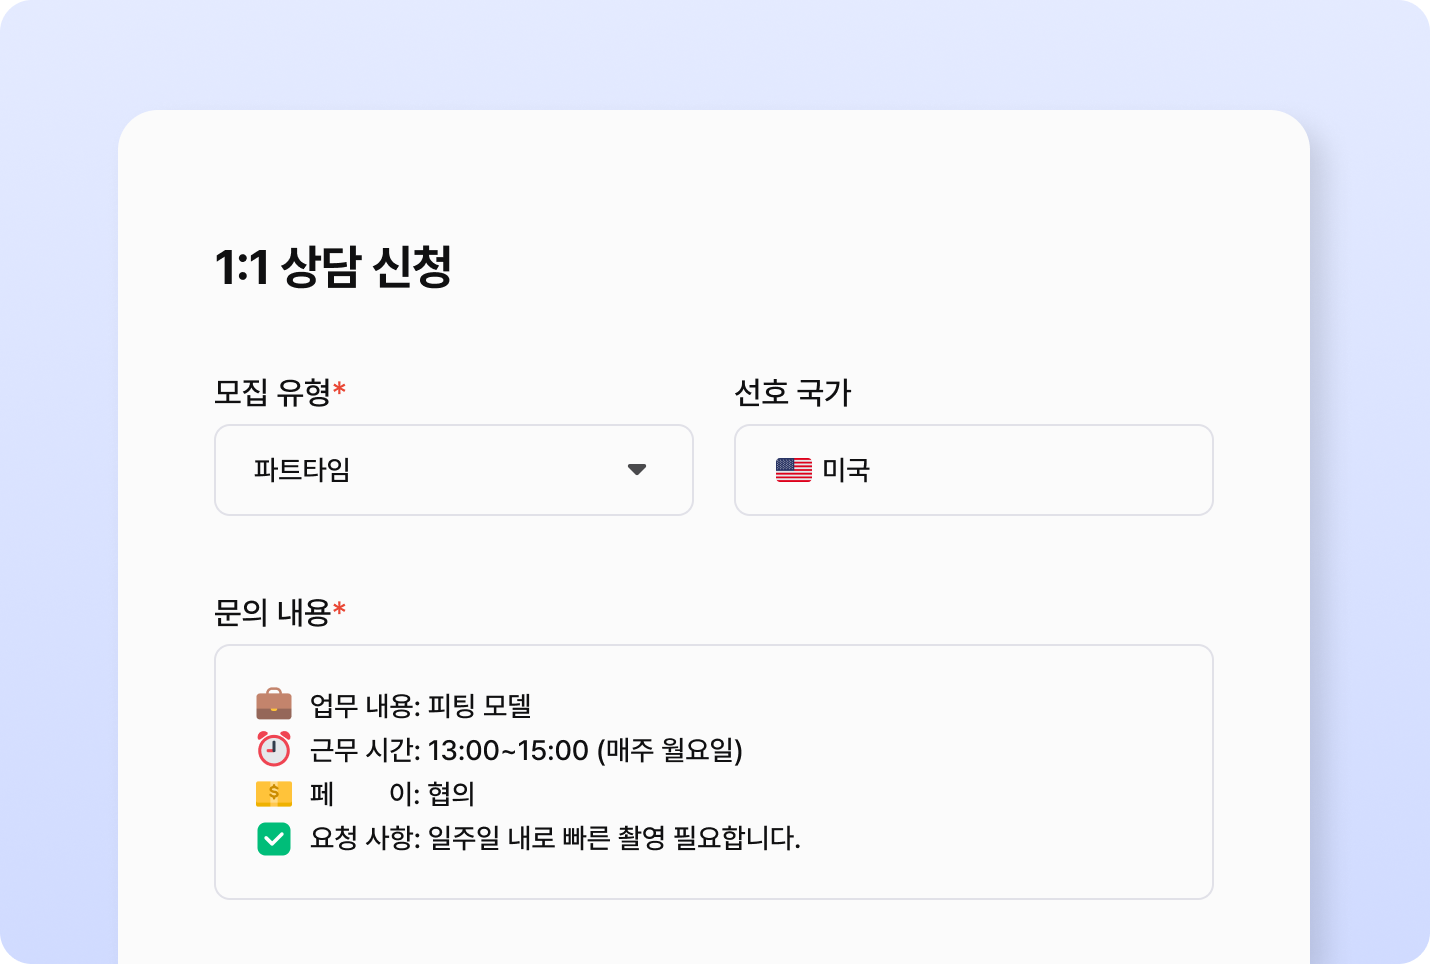 1:1 상담 신청
모집 유형*
선호 국가
파트타임
미국
문의 내용*
업무 내용: 피팅 모델
근무 시간: 13:00~15:00 (매주 월요일)
페 이: 협의
요청 사항: 일주일 내로 빠른 촬영 필요합니다.